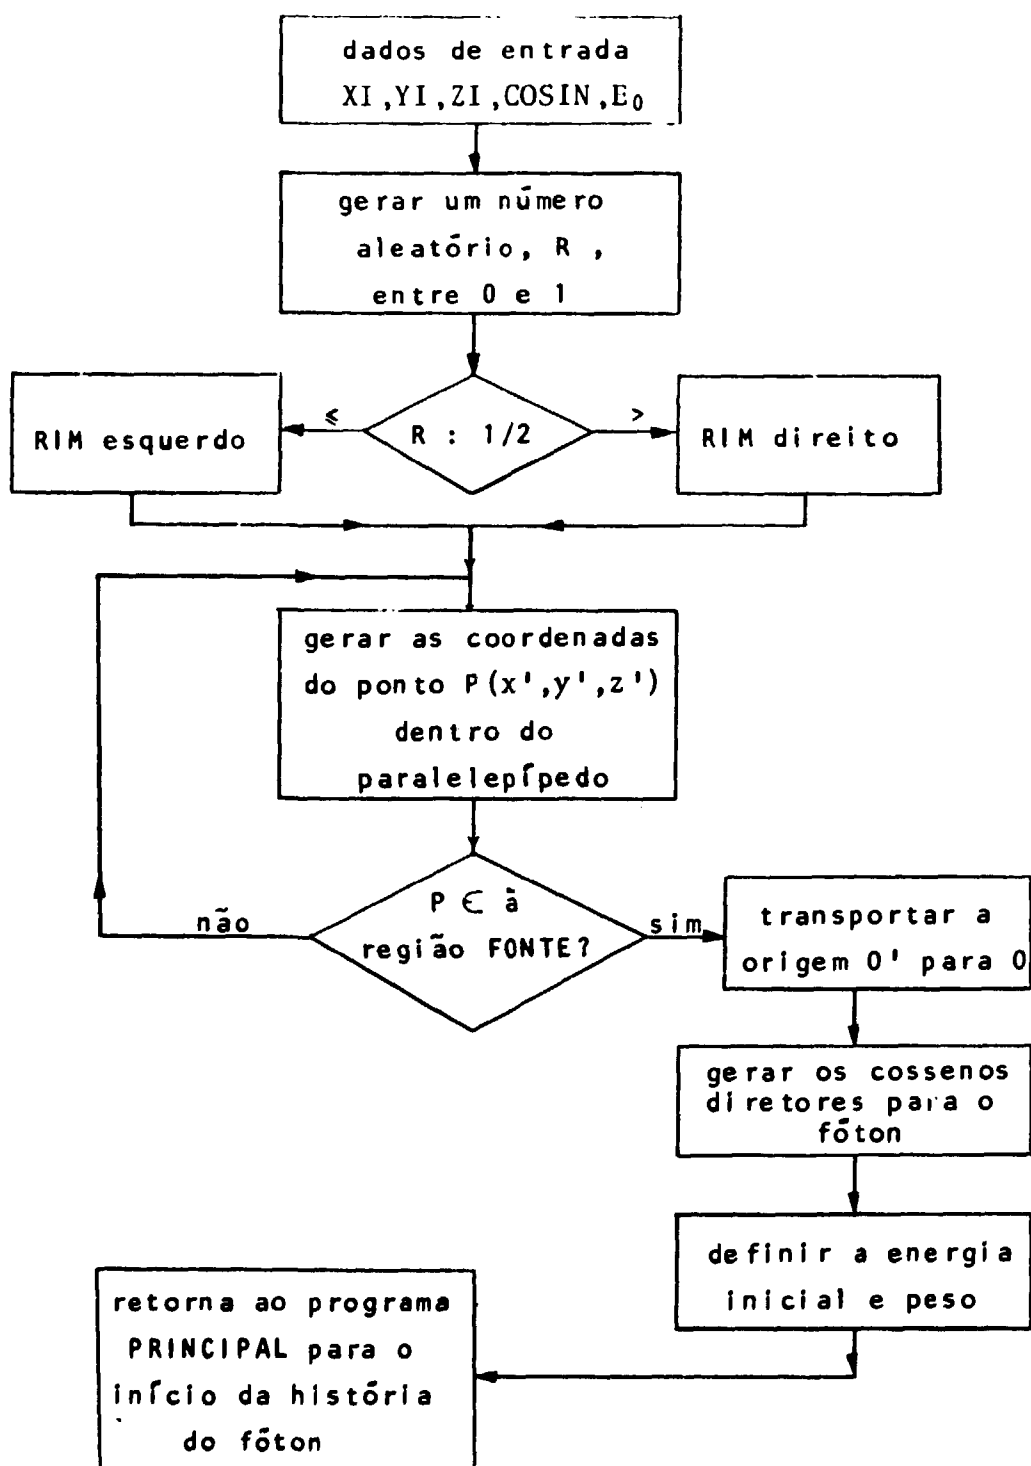 dados de entrada
XI,YI,ZI,COSIN,E₀
gerar um número
aleatório, R ,
entre 0 e 1
RIM esquerdo
≤
R : 1/2
>
RIM direito
gerar as coordenadas
do ponto P(x',y',z')
dentro do
paralelepípedo
não
P ∈ à
região FONTE?
sim
transportar a
origem O' para O
gerar os cossenos
diretores para o
fóton
definir a energia
inicial e peso
retorna ao programa
PRINCIPAL para o
início da história
do fóton